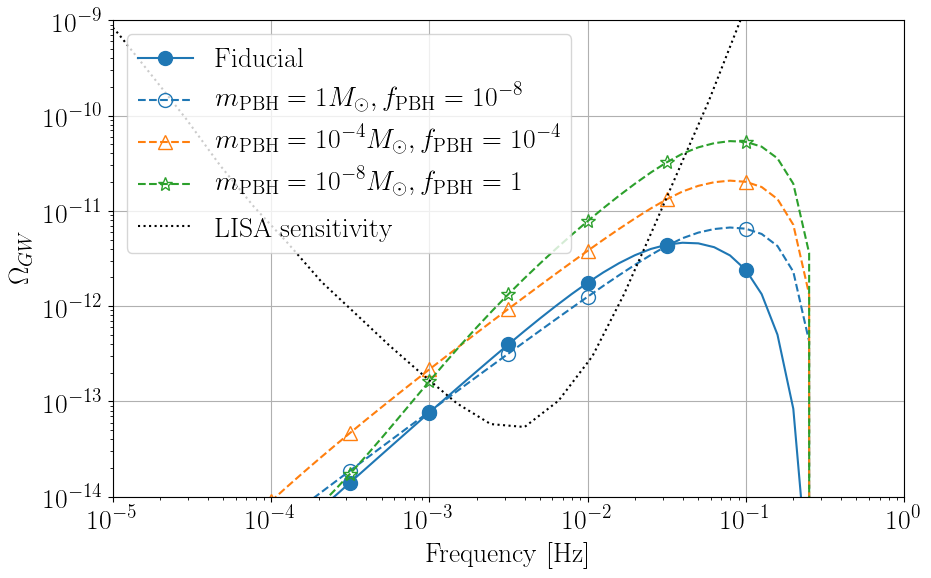 10⁻⁹
10⁻¹⁰
10⁻¹¹
10⁻¹²
10⁻¹³
10⁻¹⁴
Ω_GW
Fiducial
m_PBH = 1M_⊙, f_PBH = 10⁻⁸
m_PBH = 10⁻⁴M_⊙, f_PBH = 10⁻⁴
m_PBH = 10⁻⁸M_⊙, f_PBH = 1
LISA sensitivity
10⁻⁵ 10⁻⁴ 10⁻³ 10⁻² 10⁻¹ 10⁰
Frequency [Hz]